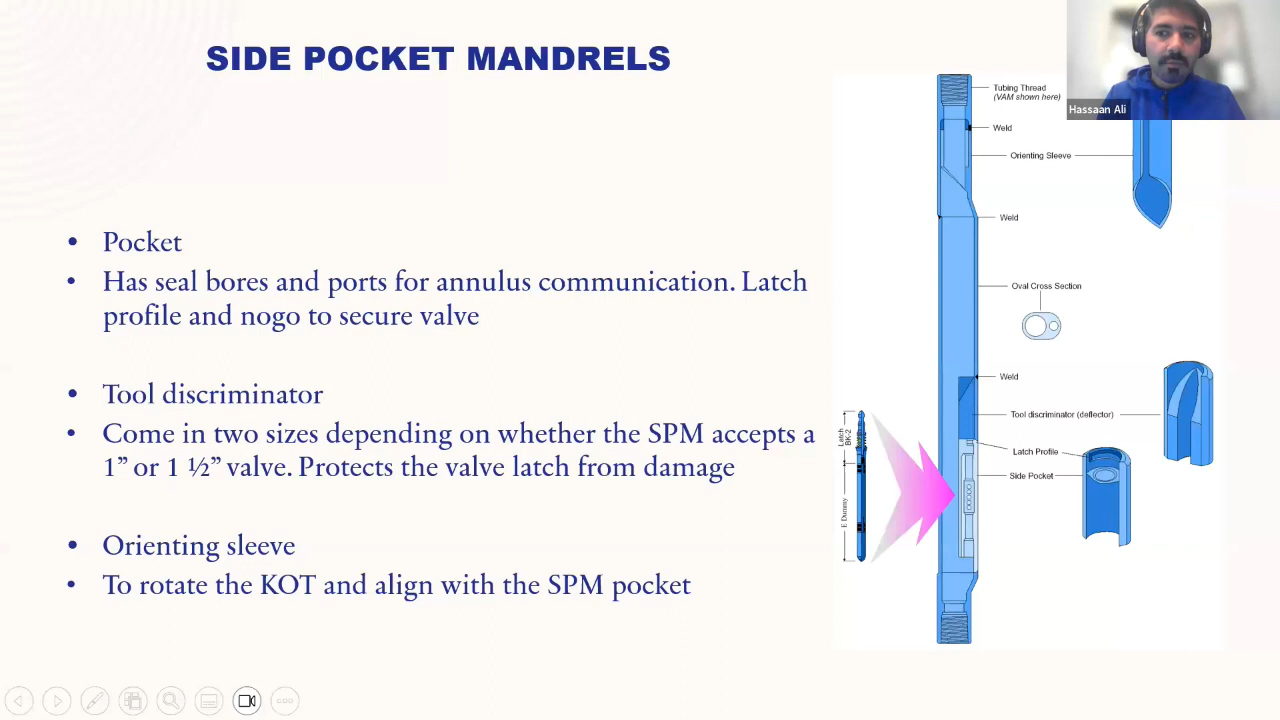 SIDE POCKET MANDRELS
Hassaan Ali
• Pocket
• Has seal bores and ports for annulus communication. Latch
profile and nogo to secure valve
• Tool discriminator
• Come in two sizes depending on whether the SPM accepts a
1” or 1 ½” valve. Protects the valve latch from damage
• Orienting sleeve
• To rotate the KOT and align with the SPM pocket
Tubing Thread
(VAM shown here)
Weld
Orienting Sleeve
Weld
Oval Cross Section
Weld
Tool discriminator (deflector)
Latch Profile
Side Pocket
Latch
BK-2
E Dummy